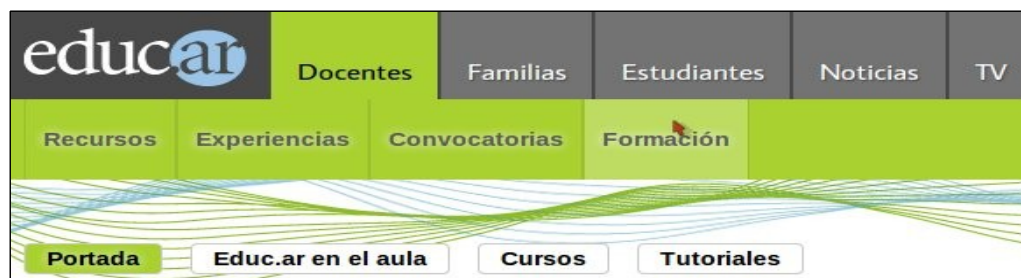 educar
Docentes Familias Estudiantes Noticias TV
Recursos Experiencias Convocatorias Formación
Portada Educ.ar en el aula Cursos Tutoriales